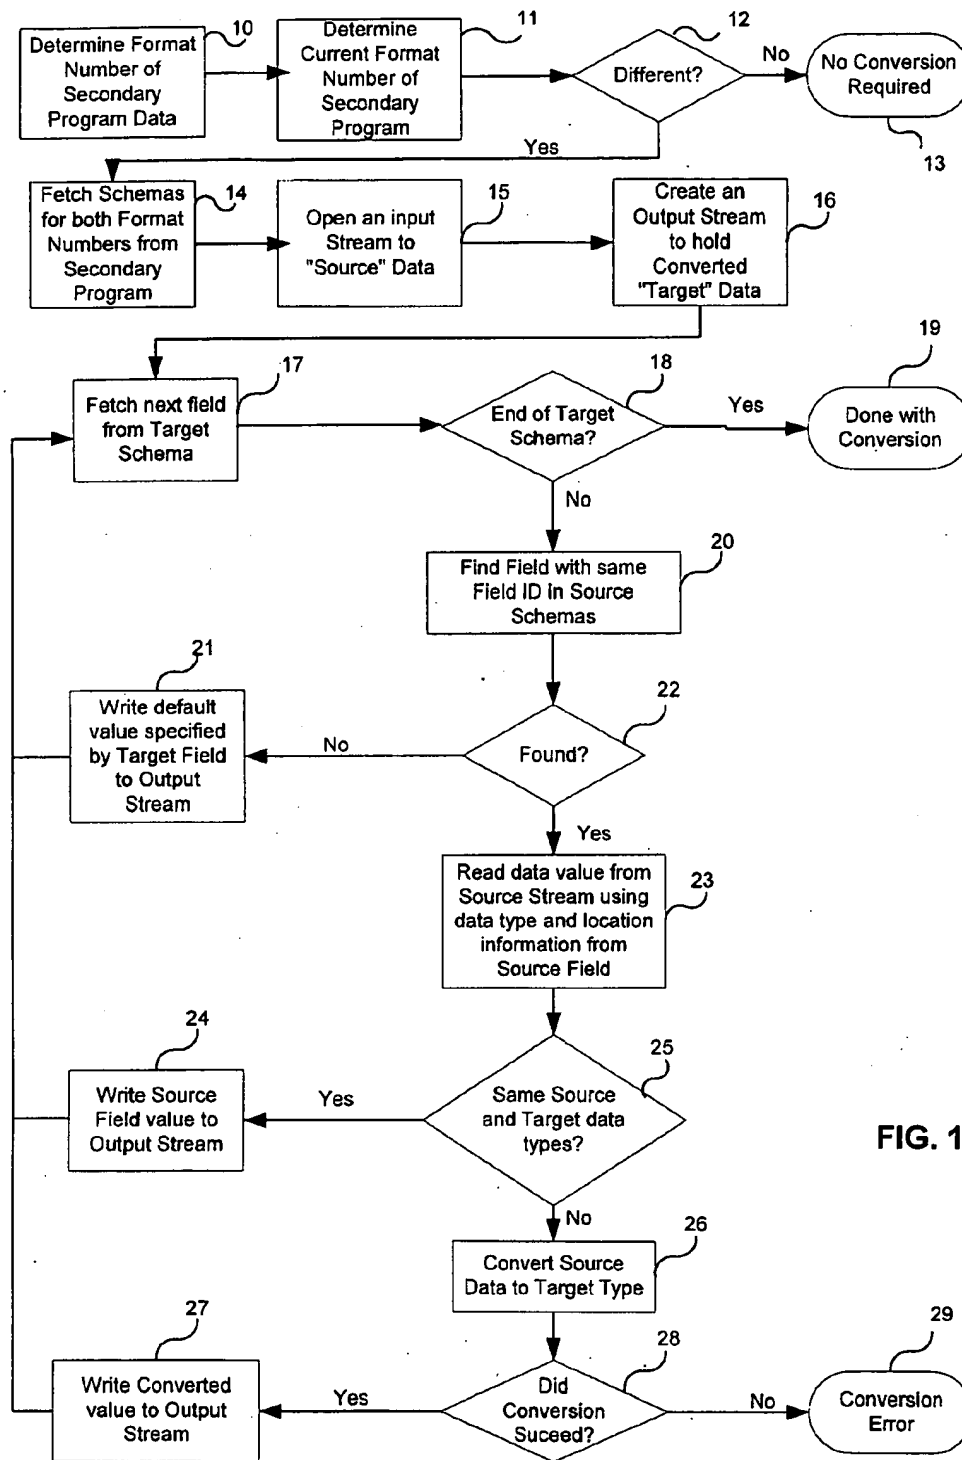 10
Determine Format
Number of
Secondary
Program Data
11
Determine
Current Format
Number of
Secondary
Program
12
Different?
No
No Conversion
Required
13
Yes
Fetch Schemas
for both Format
Numbers from
Secondary
Program
14
Open an input
Stream to
"Source" Data
15
Create an
Output Stream
to hold
Converted
"Target" Data
16
Fetch next field
from Target
Schema
17
End of Target
Schema?
18
Yes
19
Done with
Conversion
No
Find Field with same
Field ID in Source
Schemas
20
21
Write default
value specified
by Target Field
to Output
Stream
No
Found?
22
Yes
Read data value from
Source Stream using
data type and location
information from
Source Field
23
24
Write Source
Field value to
Output Stream
Yes
Same Source
and Target data
types?
25
FIG. 1
No
Convert Source
Data to Target Type
26
27
Write Converted
value to Output
Stream
Yes
Did
Conversion
Suceed?
28
No
29
Conversion
Error